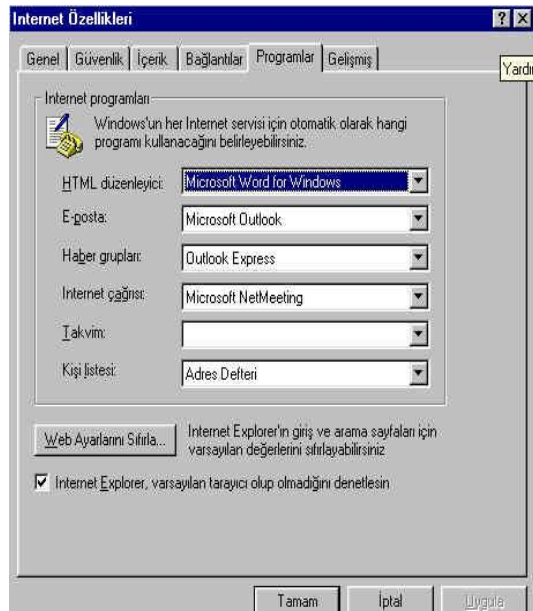 Internet Özellikleri
Genel Güvenlik İçerik Bağlantılar Programlar Gelişmiş
Internet programları
Windows'un her Internet servisi için otomatik olarak hangi
programı kullanacağını belirleyebilirsiniz.
HTML düzenleyici: Microsoft Word for Windows
E-posta: Microsoft Outlook
Haber grupları: Outlook Express
Internet çağrısı: Microsoft NetMeeting
Takvim:
Kişi listesi: Adres Defteri
Web Ayarlarını Sıfırla... Internet Explorer'ın giriş ve arama sayfaları için
varsayılan değerlerini sıfırlayabilirsiniz
Internet Explorer, varsayılan tarayıcı olup olmadığını denetlesin
Tamam İptal Uygula